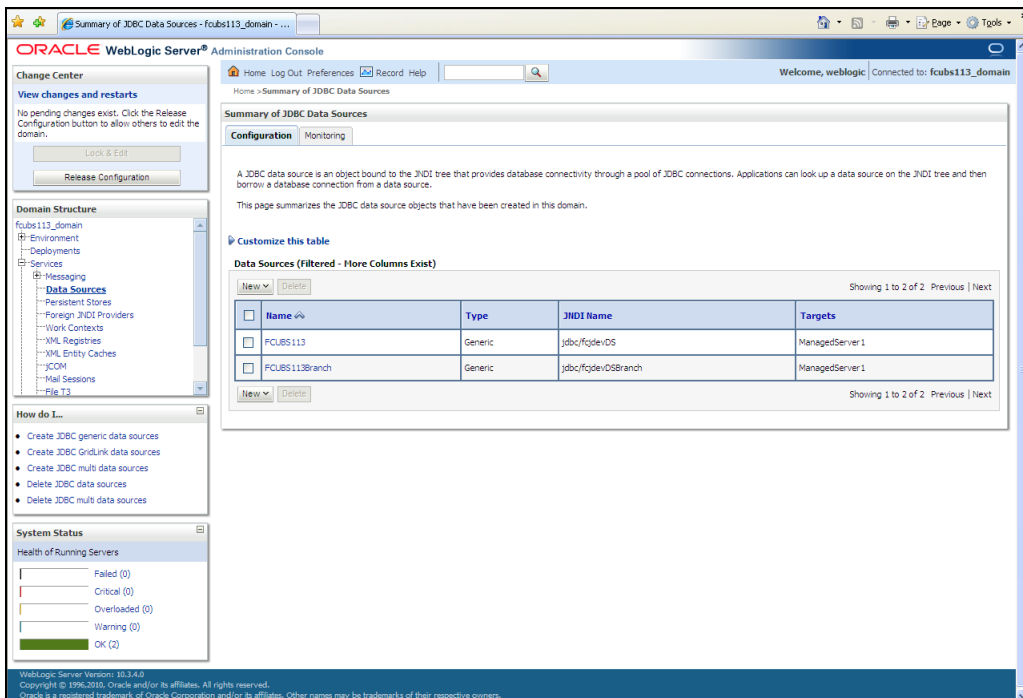 Summary of JDBC Data Sources - fcubs113_domain - ...
Page
Tools
ORACLE WebLogic Server® Administration Console
Change Center
View changes and restarts
No pending changes exist. Click the Release
Configuration button to allow others to edit the
domain.
Lock & Edit
Release Configuration
Domain Structure
fcubs113_domain
Environment
Deployments
Services
Messaging
Data Sources
Persistent Stores
Foreign JNDI Providers
Work Contexts
XML Registries
XML Entity Caches
jCOM
Mail Sessions
File T3
How do I...
Create JDBC generic data sources
Create JDBC GridLink data sources
Create JDBC multi data sources
Delete JDBC data sources
Delete JDBC multi data sources
System Status
Health of Running Servers
Failed (0)
Critical (0)
Overloaded (0)
Warning (0)
OK (2)
Home Log Out Preferences Record Help
Welcome, weblogic Connected to: fcubs113_domain
Home >Summary of JDBC Data Sources
Summary of JDBC Data Sources
Configuration Monitoring
A JDBC data source is an object bound to the JNDI tree that provides database connectivity through a pool of JDBC connections. Applications can look up a data source on the JNDI tree and then
borrow a database connection from a data source.
This page summarizes the JDBC data source objects that have been created in this domain.
Customize this table
Data Sources (Filtered - More Columns Exist)
New Delete Showing 1 to 2 of 2 Previous | Next
Name Type JNDI Name Targets
FCUBS113 Generic jdbc/fcjdevDS ManagedServer1
FCUBS113Branch Generic jdbc/fcjdevDSBranch ManagedServer1
New Delete Showing 1 to 2 of 2 Previous | Next
WebLogic Server Version: 10.3.4.0
Copyright © 1996,2010, Oracle and/or its affiliates. All rights reserved.
Oracle is a registered trademark of Oracle Corporation and/or its affiliates. Other names may be trademarks of their respective owners.